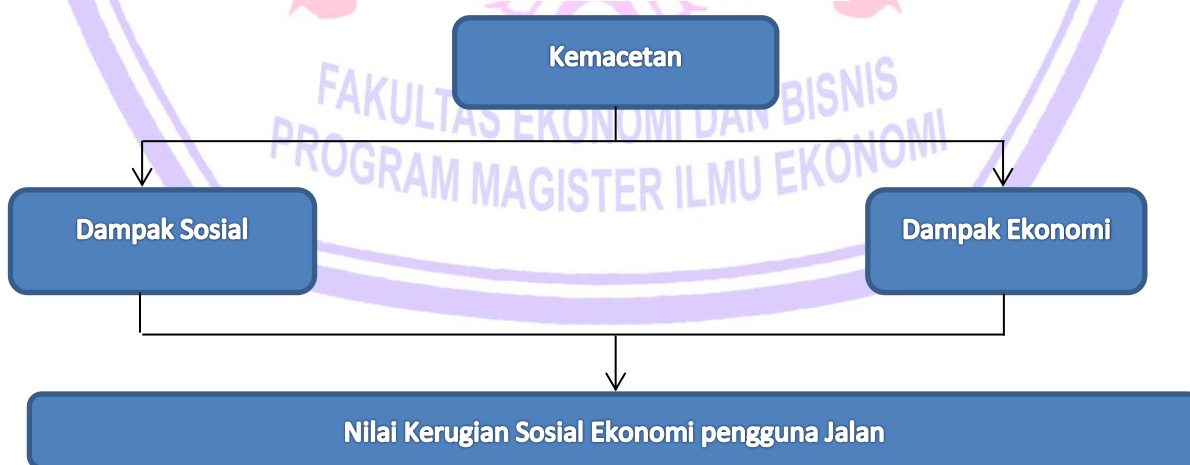 Kemacetan
FAKULTAS EKONOMI DAN BISNIS
PROGRAM MAGISTER ILMU EKONOMI
Dampak Sosial
Dampak Ekonomi
Nilai Kerugian Sosial Ekonomi pengguna Jalan